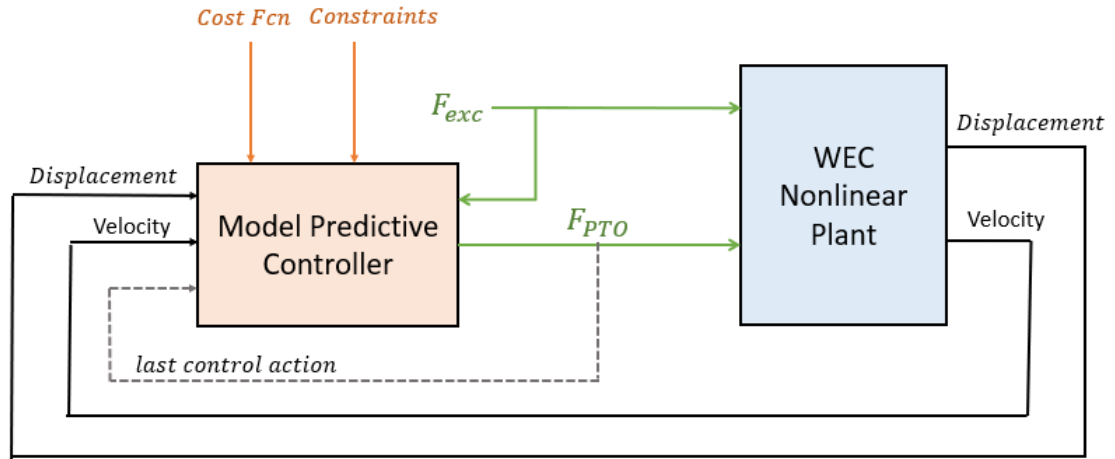 Cost Fcn Constraints
F_exc
Displacement
WEC
Nonlinear
Plant
Displacement
Velocity
Model Predictive
Controller
F_PTO
Velocity
last control action